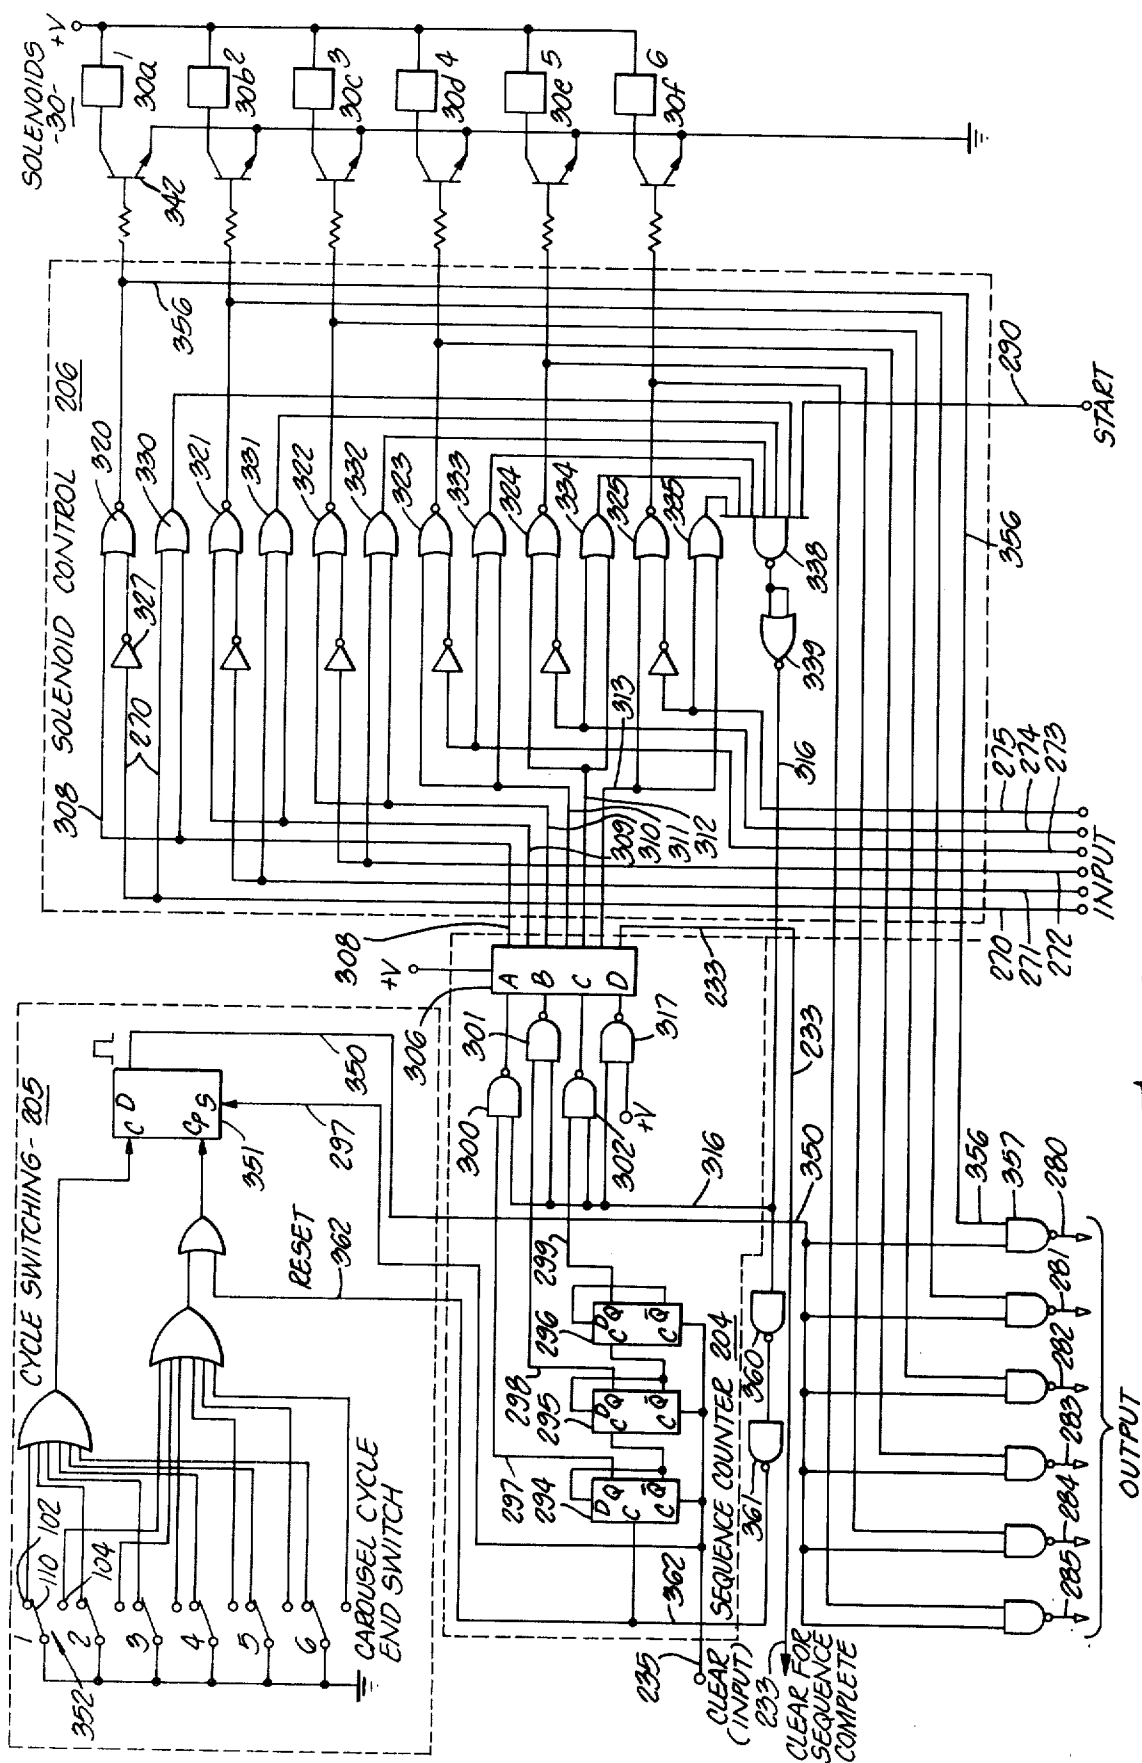 SOLENOIDS
-30-
+V
30a 1
30b 2
30c 3
30d 4
30e 5
30f 6
342
308 SOLENOID CONTROL 206
320
330
321
331
322
332
323
333
324
334
325
335
327
270
356
338
339
290
START
316
313
309
310
311
312
356
275
274
273
INPUT
270
271
272
CYCLE SWITCHING - 205
C D
Cp S
351
350
297
RESET
362
110
102
104
352
1
2
3
4
5
6
CAROUSEL CYCLE
END SWITCH
308
+V
306
A
B
C
D
233
301
300
317
302
+V
316
350
233
299
298
297
296
295
294
D Q
C
C Q̅
D Q
C
C Q̅
D Q
C
C Q̅
SEQUENCE COUNTER 204
360
361
362
235
CLEAR
(INPUT)
233
CLEAR FOR
SEQUENCE
COMPLETE
356
357
280
281
282
283
284
285
OUTPUT